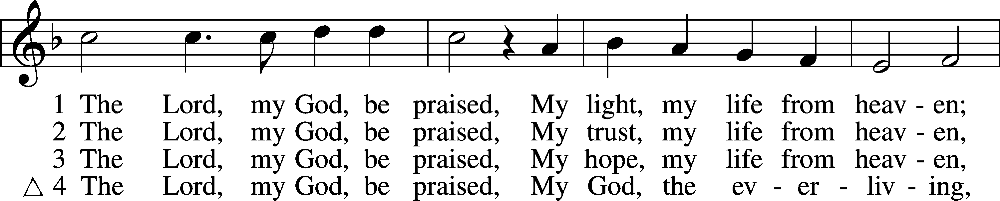 1 The Lord, my God, be praised, My light, my life from heav - en;
2 The Lord, my God, be praised, My trust, my life from heav - en,
3 The Lord, my God, be praised, My hope, my life from heav - en,
△ 4 The Lord, my God, be praised, My God, the ev - er - liv - ing,